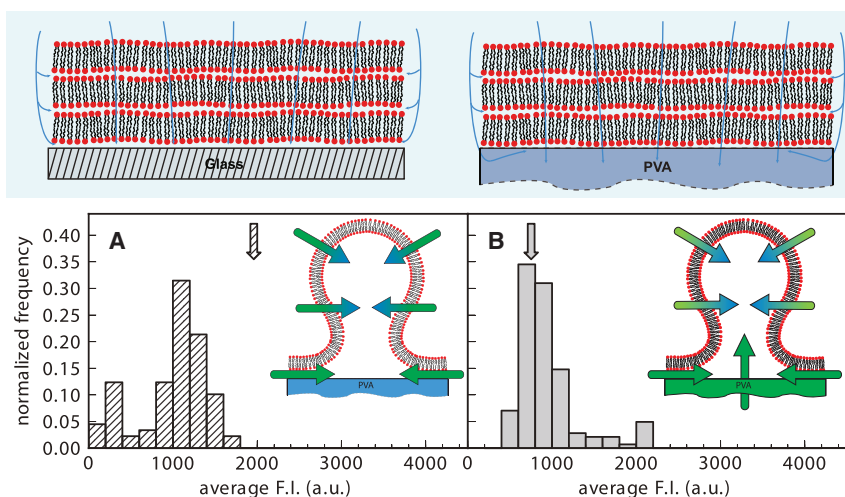 Glass
PVA
A
B
normalized frequency
0.40
0.35
0.30
0.25
0.20
0.15
0.10
0.05
0.00
PVA
PVA
0 1000 2000 3000 4000 0 1000 2000 3000 4000
average F.I. (a.u.) average F.I. (a.u.)